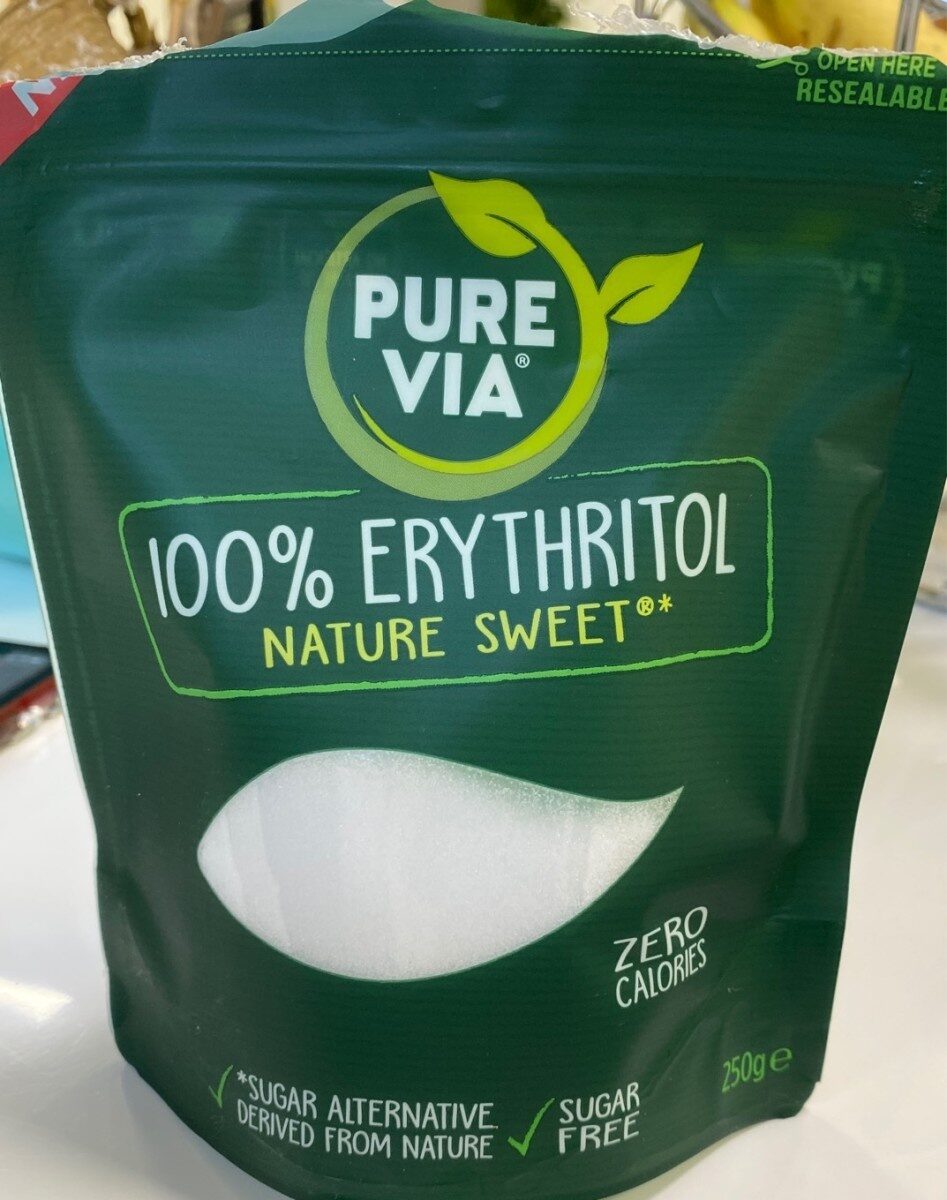 OPEN HERE
RESEALABLE
PURE
VIA®
100% ERYTHRITOL
NATURE SWEET®*
ZERO
CALORIES
250g e
*SUGAR ALTERNATIVE
DERIVED FROM NATURE
SUGAR
FREE